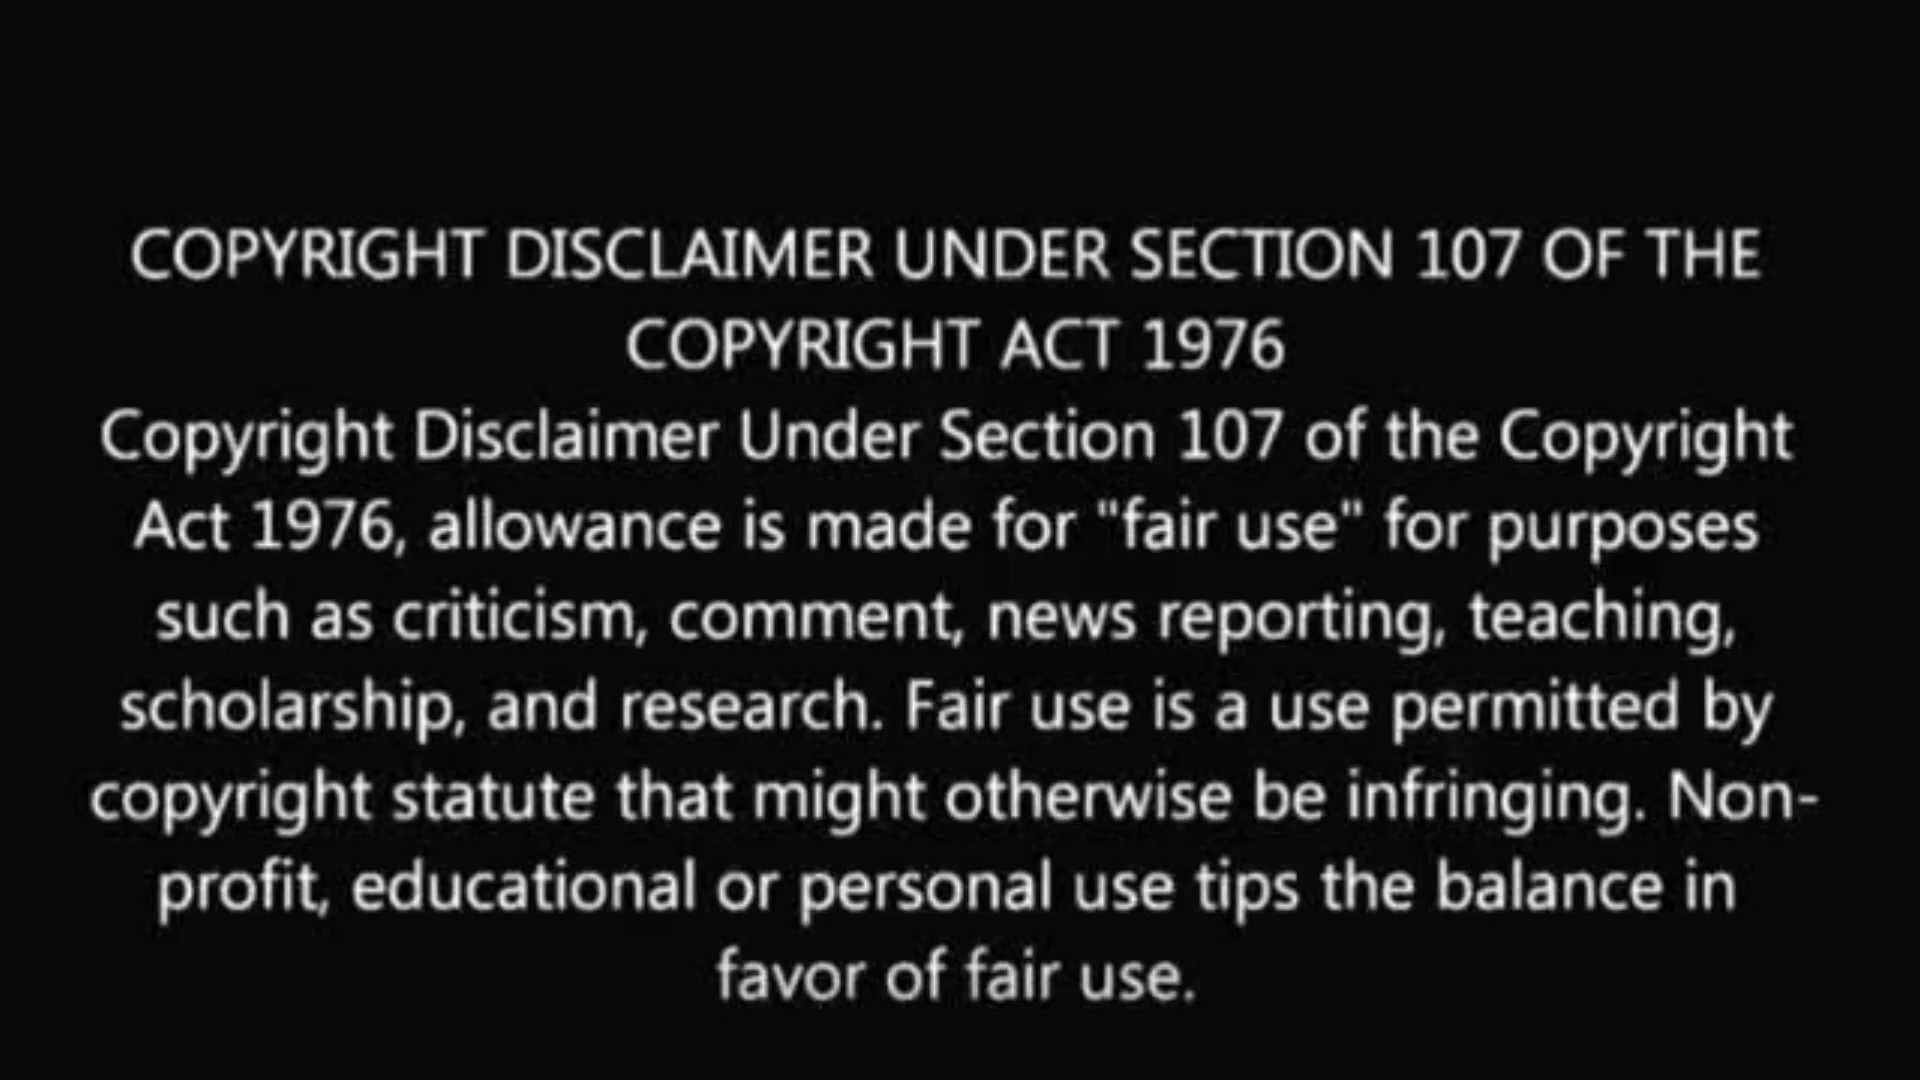 COPYRIGHT DISCLAIMER UNDER SECTION 107 OF THE
COPYRIGHT ACT 1976
Copyright Disclaimer Under Section 107 of the Copyright
Act 1976, allowance is made for "fair use" for purposes
such as criticism, comment, news reporting, teaching,
scholarship, and research. Fair use is a use permitted by
copyright statute that might otherwise be infringing. Non-
profit, educational or personal use tips the balance in
favor of fair use.